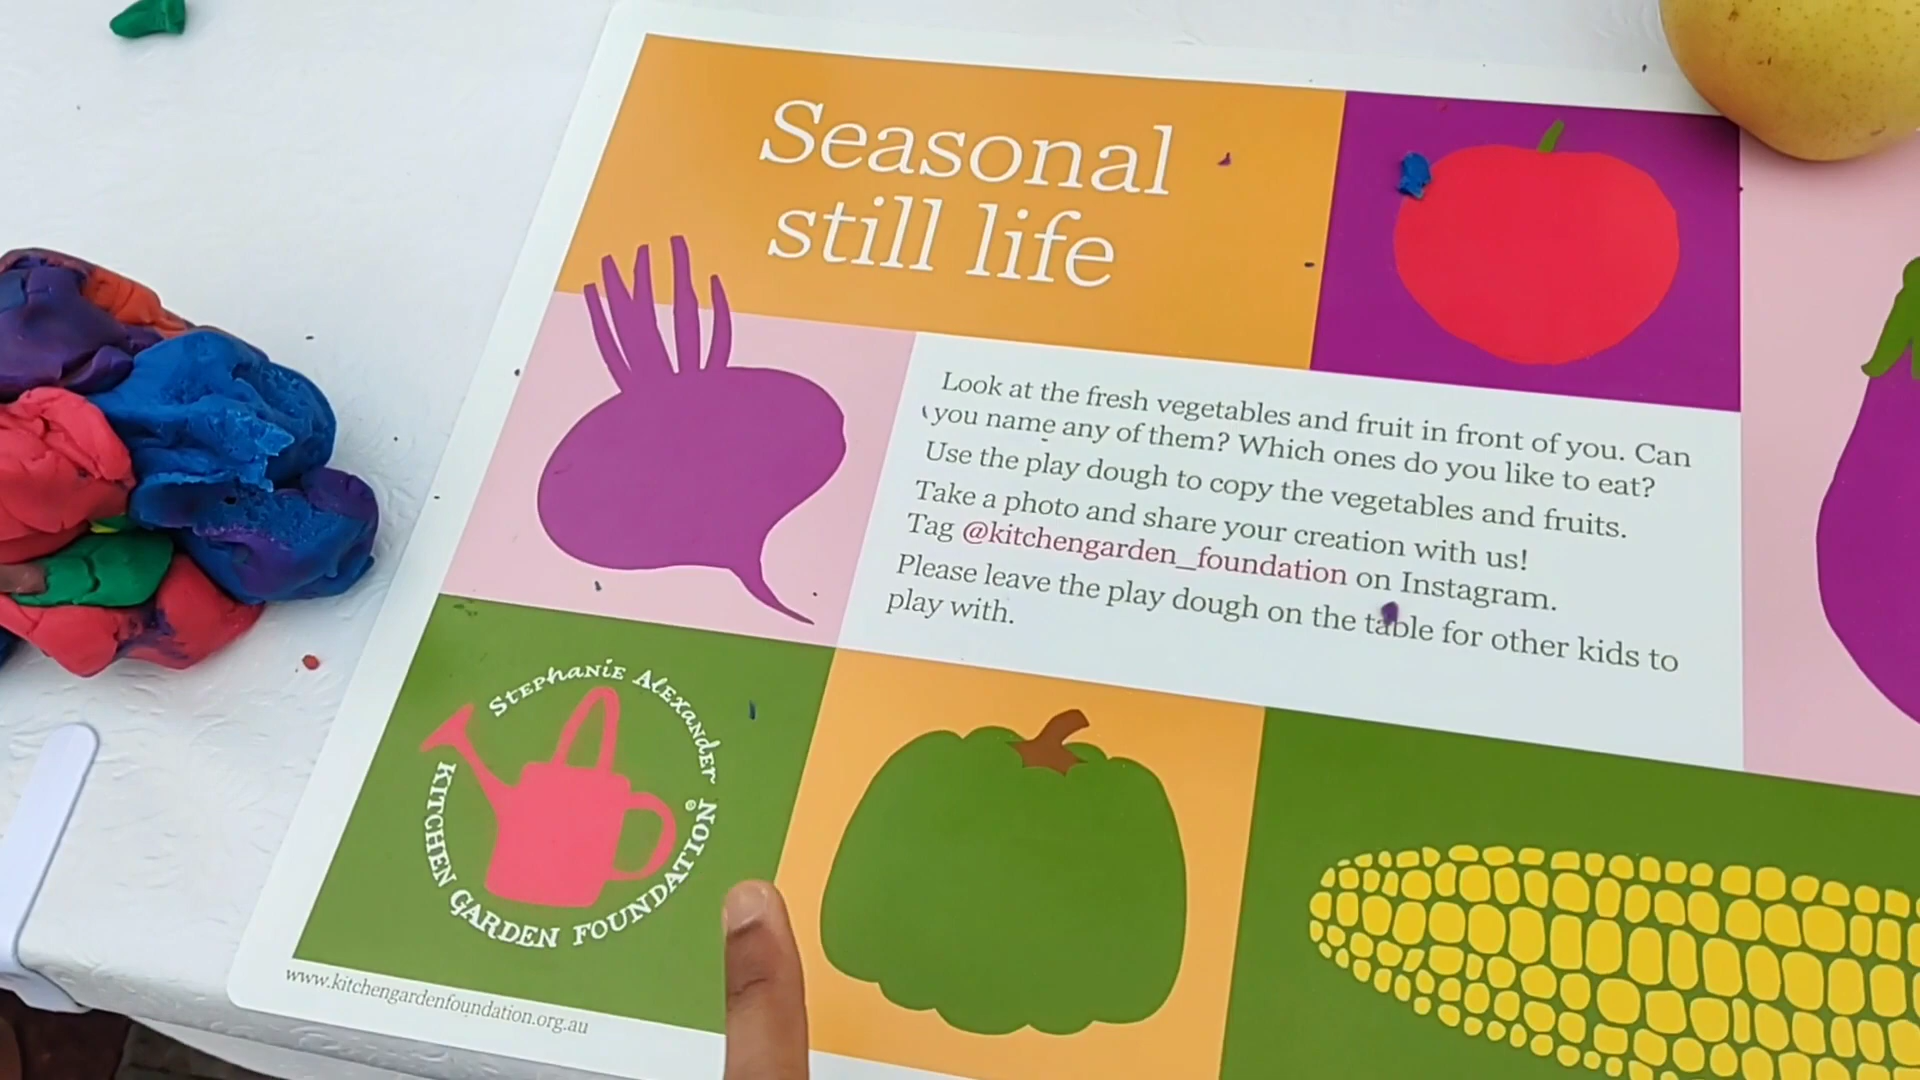 Seasonal
still life
Look at the fresh vegetables and fruit in front of you. Can
you name any of them? Which ones do you like to eat?
Use the play dough to copy the vegetables and fruits.
Take a photo and share your creation with us!
Tag @kitchengarden_foundation on Instagram.
Please leave the play dough on the table for other kids to
play with.
Stephanie Alexander
KITCHEN GARDEN FOUNDATION ®
www.kitchengardenfoundation.org.au